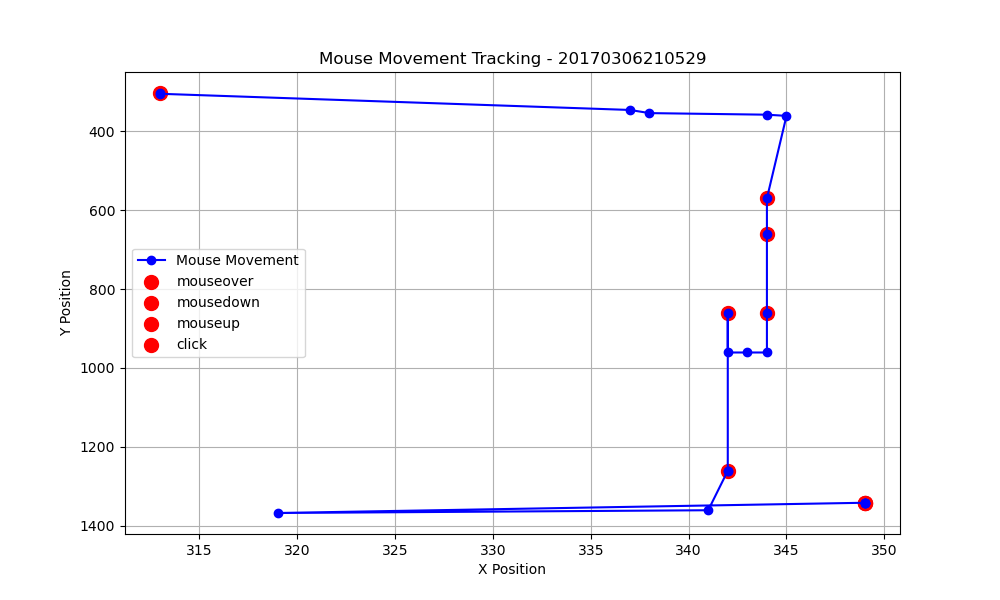 Mouse Movement Tracking - 20170306210529
400
600
800
1000
1200
1400
Y Position
Mouse Movement
mouseover
mousedown
mouseup
click
315
320
325
330
335
340
345
350
X Position